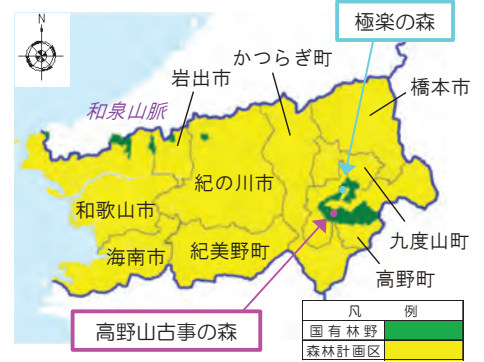 N
極楽の森
かつらぎ町
岩出市
橋本市
和泉山脈
紀の川市
和歌山市
九度山町
海南市
紀美野町
高野町
高野山古事の森
凡 例
国有林野
森林計画区